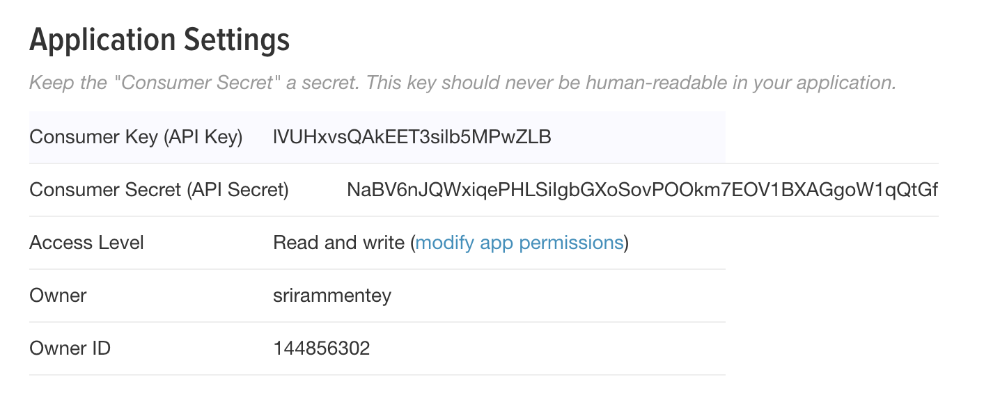 Application Settings
Keep the "Consumer Secret" a secret. This key should never be human-readable in your application.
Consumer Key (API Key) lVUHxvsQAkEET3silb5MPwZLB
Consumer Secret (API Secret) NaBV6nJQWxiqePHLSilgbGXoSovPOOkm7EOV1BXAGgoW1qQtGf
Access Level Read and write (modify app permissions)
Owner srirammentey
Owner ID 144856302